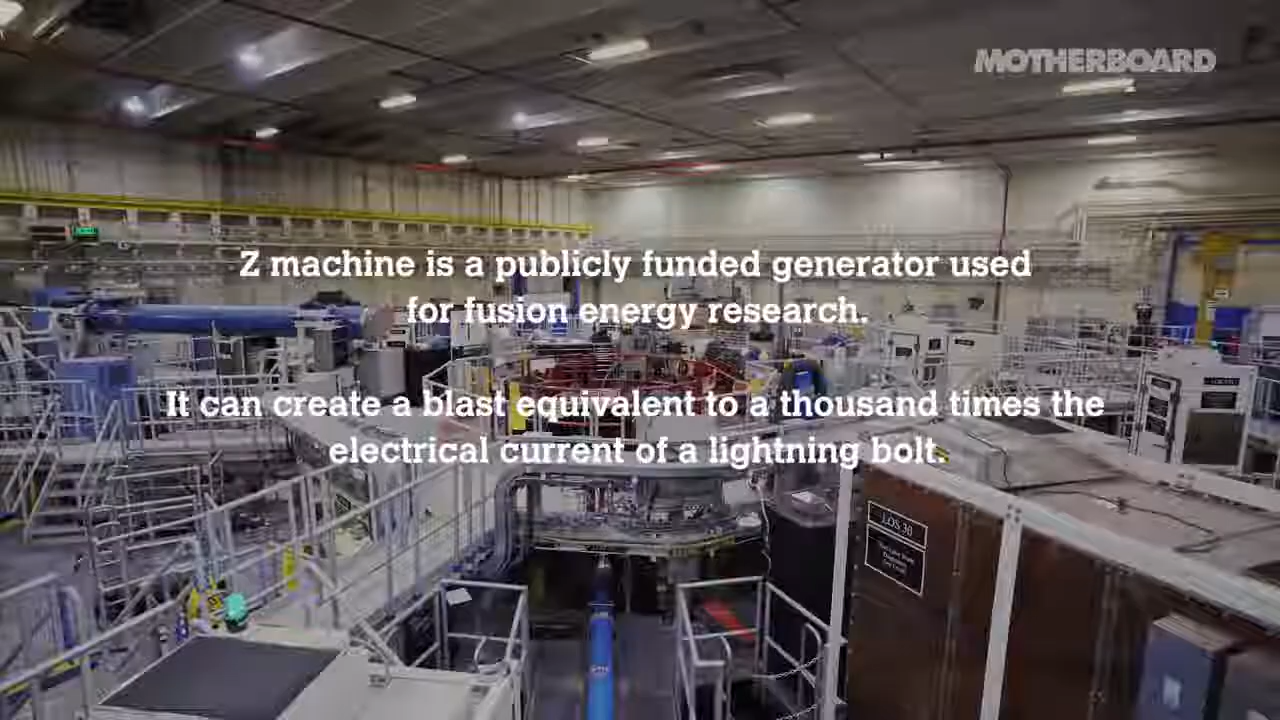 MOTHERBOARD
Z machine is a publicly funded generator used
for fusion energy research.
It can create a blast equivalent to a thousand times the
electrical current of a lightning bolt.
LOS 30